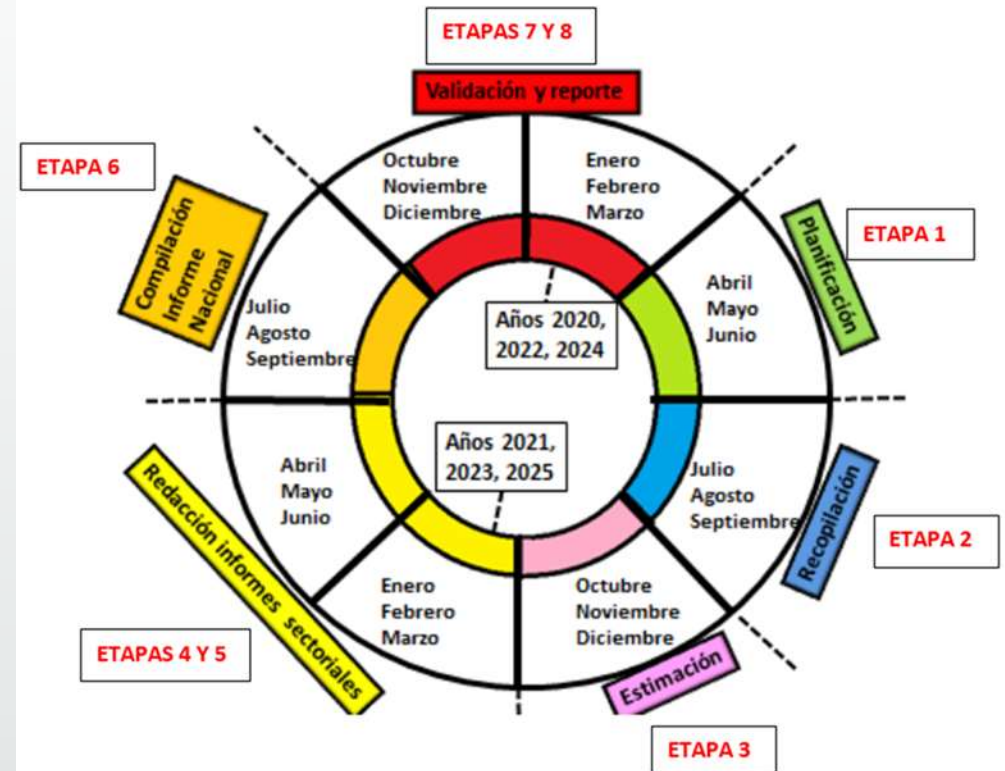 ETAPAS 7 Y 8
Validación y reporte
ETAPA 6
Compilación
Informe
Nacional
Octubre
Noviembre
Diciembre
Enero
Febrero
Marzo
Planificación
ETAPA 1
Abril
Mayo
Junio
Julio
Agosto
Septiembre
Años 2020,
2022, 2024
Años 2021,
2023, 2025
Abril
Mayo
Junio
Julio
Agosto
Septiembre
Recopilación
ETAPA 2
Redacción informes sectoriales
ETAPAS 4 Y 5
Enero
Febrero
Marzo
Octubre
Noviembre
Diciembre
Estimación
ETAPA 3